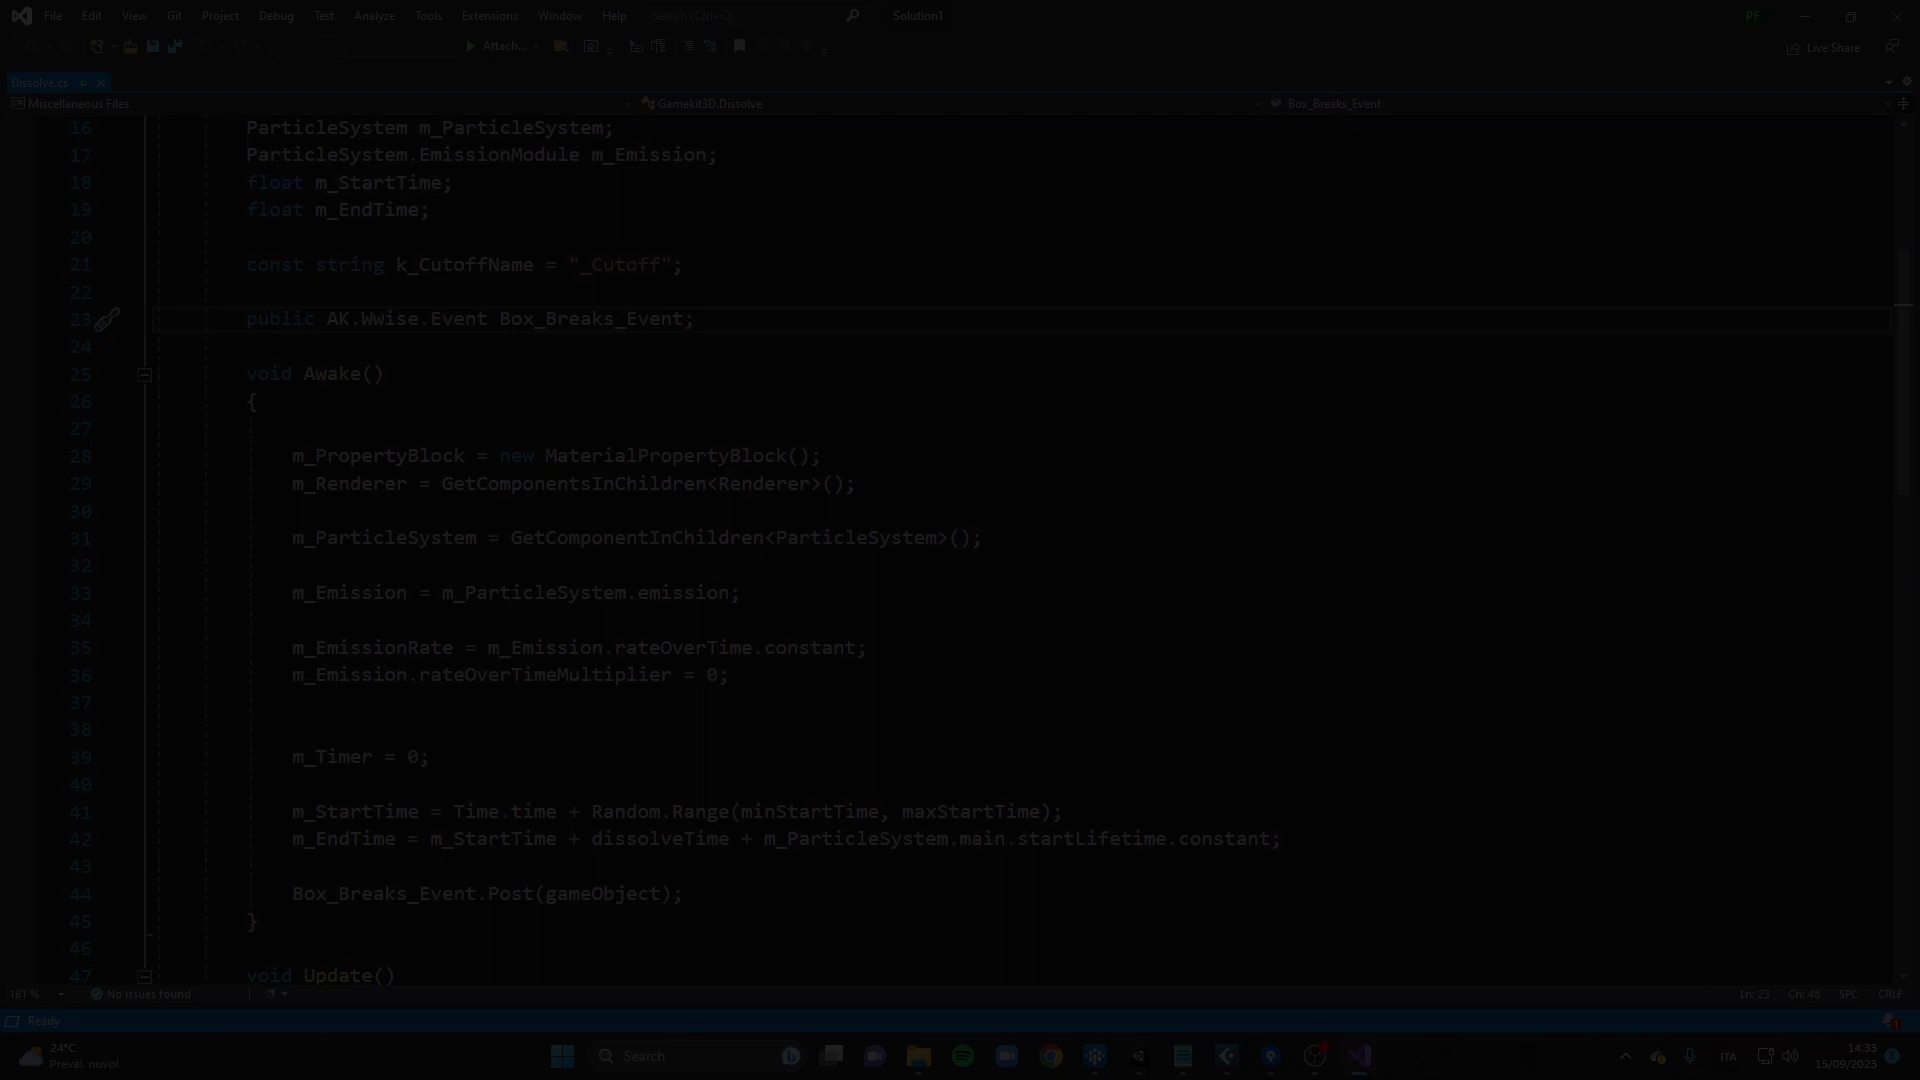 File Edit View Git Project Debug Test Analyze Tools Extensions Window Help Search (Ctrl+Q) Solution1 PF
Attach... Live Share
Dissolve.cs
Miscellaneous Files Gamekit3D.Dissolve Box_Breaks_Event
16 ParticleSystem m_ParticleSystem;
17 ParticleSystem.EmissionModule m_Emission;
18 float m_StartTime;
19 float m_EndTime;
20
21 const string k_CutoffName = "_Cutoff";
22
23 public AK.Wwise.Event Box_Breaks_Event;
24
25 void Awake()
26 {
27
28 m_PropertyBlock = new MaterialPropertyBlock();
29 m_Renderer = GetComponentsInChildren<Renderer>();
30
31 m_ParticleSystem = GetComponentInChildren<ParticleSystem>();
32
33 m_Emission = m_ParticleSystem.emission;
34
35 m_EmissionRate = m_Emission.rateOverTime.constant;
36 m_Emission.rateOverTimeMultiplier = 0;
37
38
39 m_Timer = 0;
40
41 m_StartTime = Time.time + Random.Range(minStartTime, maxStartTime);
42 m_EndTime = m_StartTime + dissolveTime + m_ParticleSystem.main.startLifetime.constant;
43
44 Box_Breaks_Event.Post(gameObject);
45 }
46
47 void Update()
161 % No issues found Ln: 23 Ch: 48 SPC CRLF
Ready 1
24°C
Preval. nuvol.
Search
ITA
14:33
15/09/2023